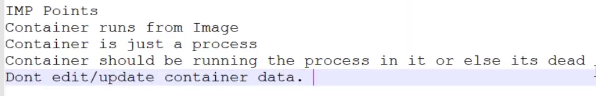 IMP Points
Container runs from Image
Container is just a process
Container should be running the process in it or else its dead
Dont edit/update container data.